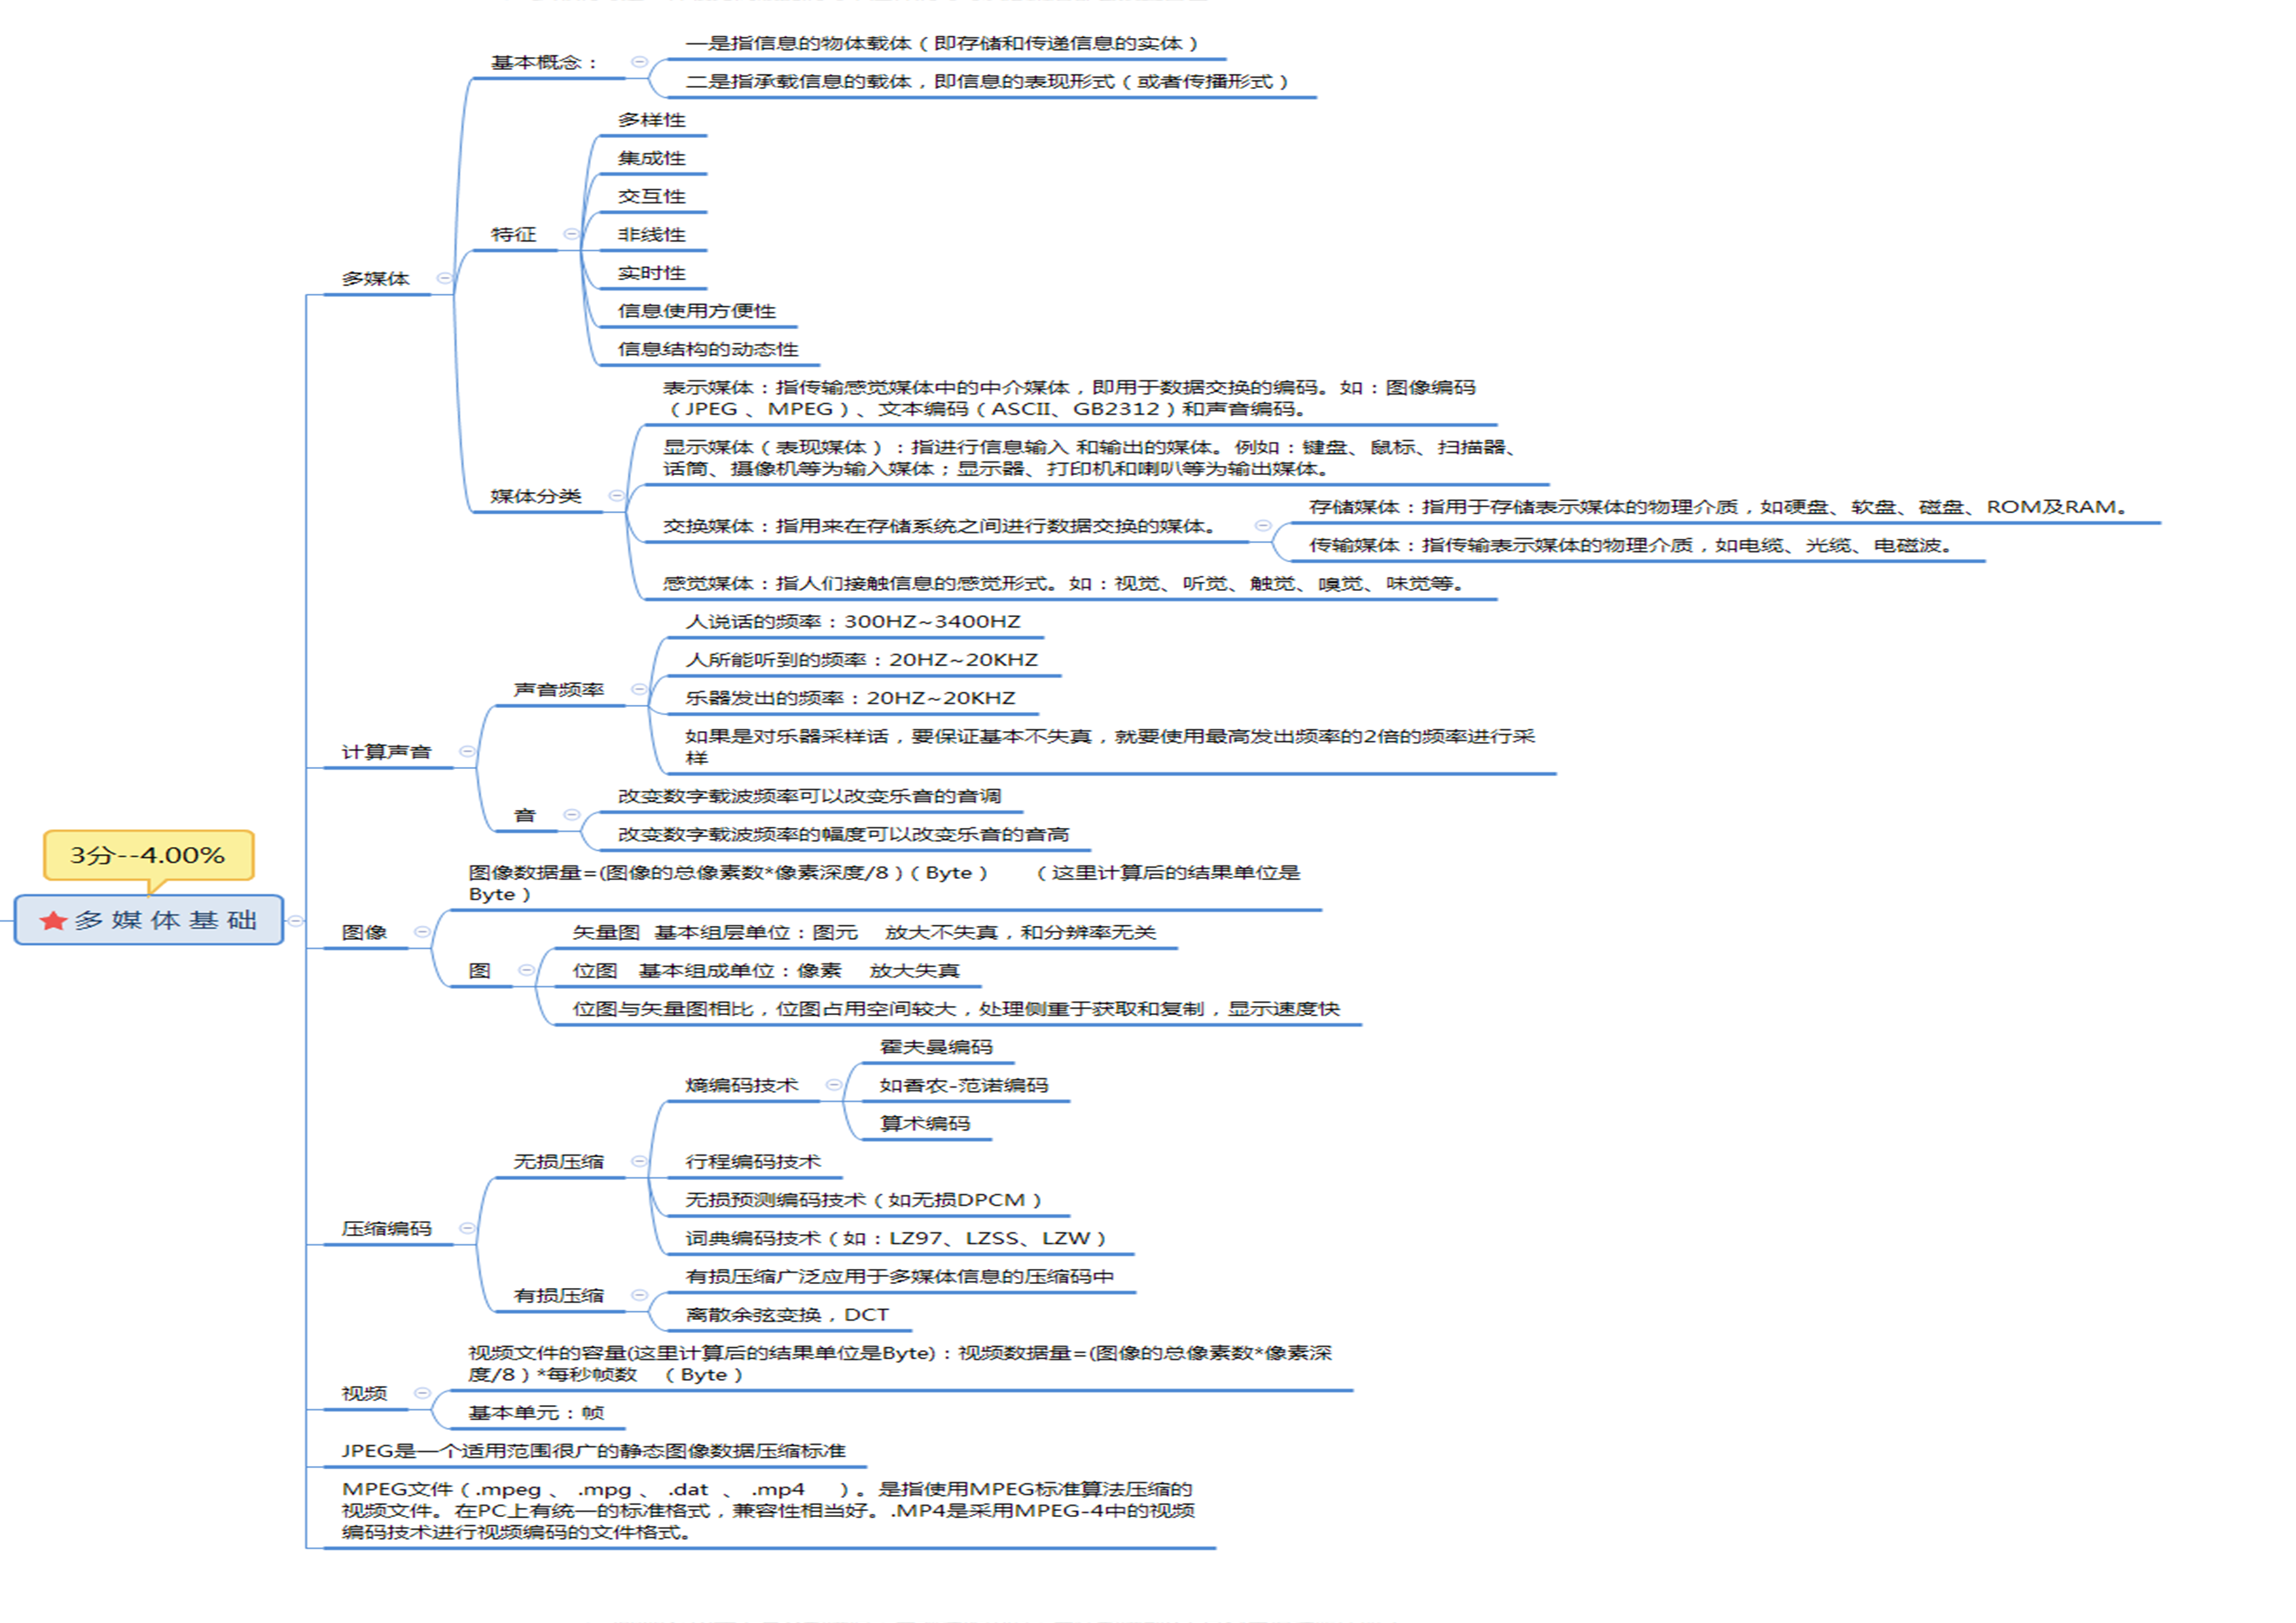 基本概念：
一是指信息的物体载体（即存储和传递信息的实体）
二是指承载信息的载体，即信息的表现形式（或者传播形式）
多样性
集成性
交互性
特征
非线性
实时性
多媒体
信息使用方便性
信息结构的动态性
表示媒体：指传输感觉媒体中的中介媒体，即用于数据交换的编码。如：图像编码
（JPEG 、MPEG）、文本编码（ASCII、GB2312）和声音编码。
显示媒体（表现媒体）：指进行信息输入 和输出的媒体。例如：键盘、鼠标、扫描器、
话筒、摄像机等为输入媒体；显示器、打印机和喇叭等为输出媒体。
媒体分类
交换媒体：指用来在存储系统之间进行数据交换的媒体。
存储媒体：指用于存储表示媒体的物理介质，如硬盘、软盘、磁盘、ROM及RAM。
传输媒体：指传输表示媒体的物理介质，如电缆、光缆、电磁波。
感觉媒体：指人们接触信息的感觉形式。如：视觉、听觉、触觉、嗅觉、味觉等。
人说话的频率：300HZ~3400HZ
人所能听到的频率：20HZ~20KHZ
声音频率
乐器发出的频率：20HZ~20KHZ
如果是对乐器采样话，要保证基本不失真，就要使用最高发出频率的2倍的频率进行采
样
计算声音
音
改变数字载波频率可以改变乐音的音调
改变数字载波频率的幅度可以改变乐音的音高
3分--4.00%
多媒体基础
图像数据量=(图像的总像素数*像素深度/8)（Byte）　（这里计算后的结果单位是
Byte）
图像
矢量图 基本组层单位：图元　放大不失真，和分辨率无关
图
位图　基本组成单位：像素　放大失真
位图与矢量图相比，位图占用空间较大，处理侧重于获取和复制，显示速度快
霍夫曼编码
熵编码技术
如香农-范诺编码
算术编码
无损压缩
行程编码技术
无损预测编码技术（如无损DPCM）
压缩编码
词典编码技术（如：LZ97、LZSS、LZW）
有损压缩广泛应用于多媒体信息的压缩码中
有损压缩
离散余弦变换，DCT
视频文件的容量(这里计算后的结果单位是Byte)：视频数据量=(图像的总像素数*像素深
度/8）*每秒帧数　（Byte）
视频
基本单元：帧
JPEG是一个适用范围很广的静态图像数据压缩标准
MPEG文件（.mpeg 、 .mpg 、 .dat 、 .mp4　）。是指使用MPEG标准算法压缩的
视频文件。在PC上有统一的标准格式，兼容性相当好。.MP4是采用MPEG-4中的视频
编码技术进行视频编码的文件格式。